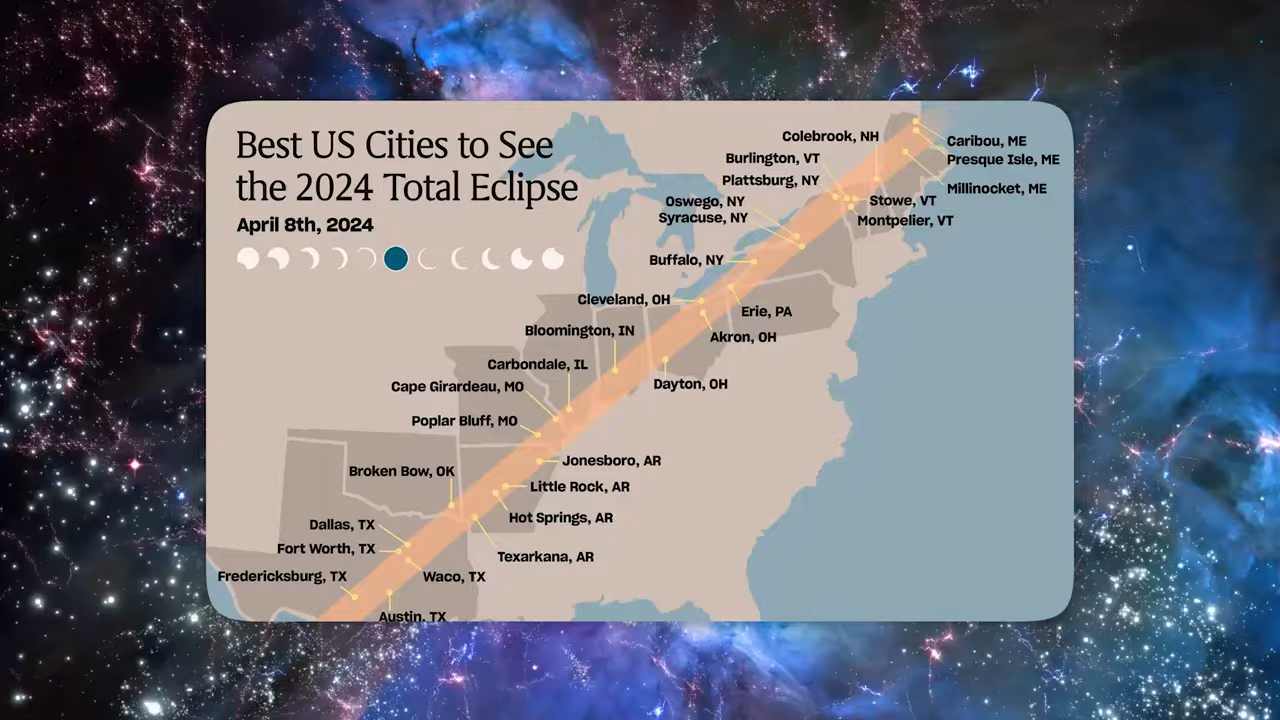 Best US Cities to See
the 2024 Total Eclipse
April 8th, 2024
Colebrook, NH
Caribou, ME
Burlington, VT
Presque Isle, ME
Plattsburg, NY
Millinocket, ME
Oswego, NY
Stowe, VT
Syracuse, NY
Montpelier, VT
Buffalo, NY
Cleveland, OH
Erie, PA
Bloomington, IN
Akron, OH
Carbondale, IL
Dayton, OH
Cape Girardeau, MO
Poplar Bluff, MO
Jonesboro, AR
Broken Bow, OK
Little Rock, AR
Hot Springs, AR
Dallas, TX
Fort Worth, TX
Texarkana, AR
Fredericksburg, TX
Waco, TX
Austin, TX